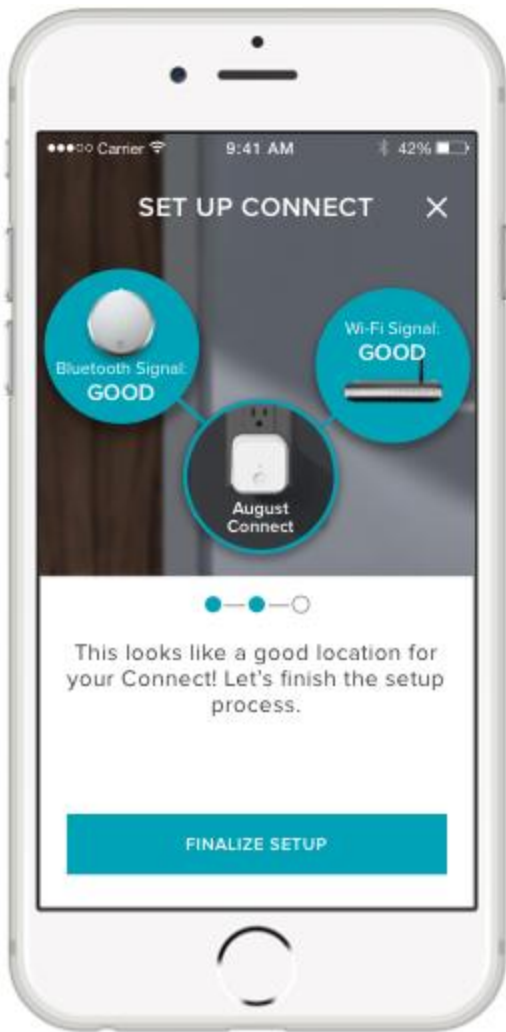 Carrier 9:41 AM 42%
SET UP CONNECT
Bluetooth Signal:
GOOD
Wi-Fi Signal:
GOOD
August
Connect
This looks like a good location for
your Connect! Let's finish the setup
process.
FINALIZE SETUP